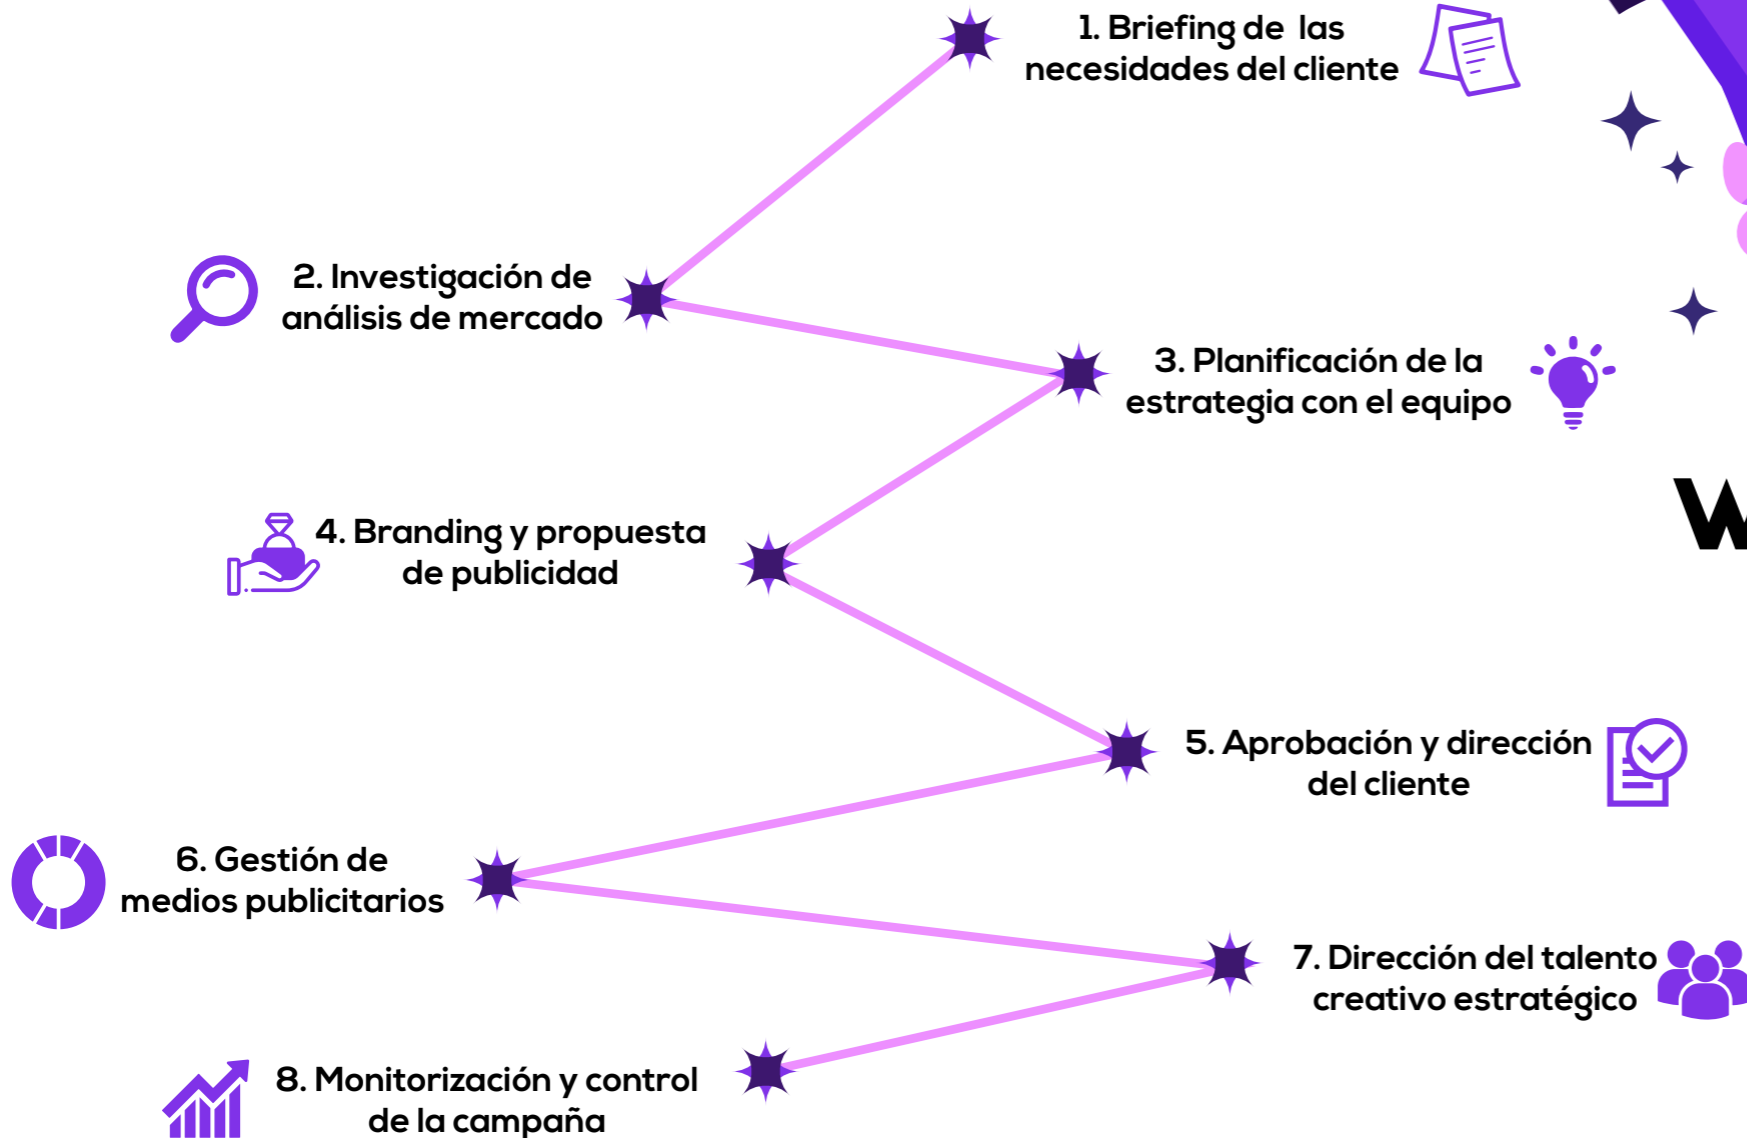 1. Briefing de las
necesidades del cliente
2. Investigación de
análisis de mercado
3. Planificación de la
estrategia con el equipo
4. Branding y propuesta
de publicidad
5. Aprobación y dirección
del cliente
6. Gestión de
medios publicitarios
7. Dirección del talento
creativo estratégico
8. Monitorización y control
de la campaña